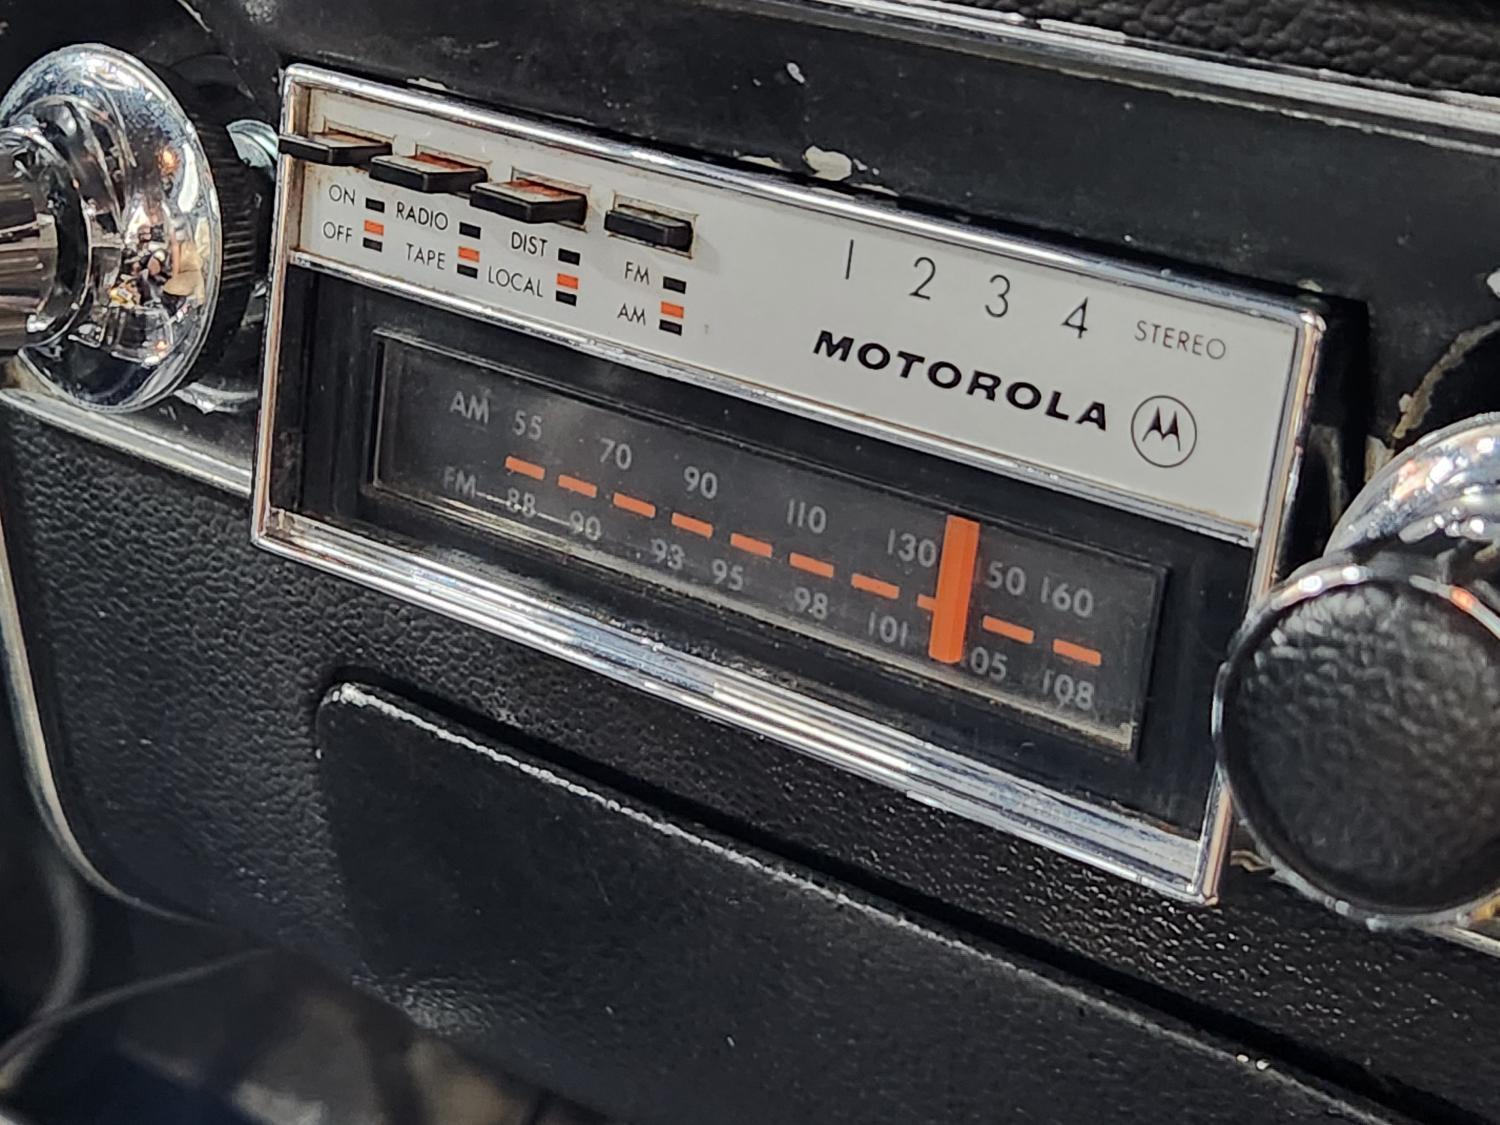 ON RADIO DIST FM
OFF TAPE LOCAL AM
1 2 3 4 STEREO
MOTOROLA
AM 55 70 90 110 130 50 160
FM 88 90 93 95 98 101 05 108